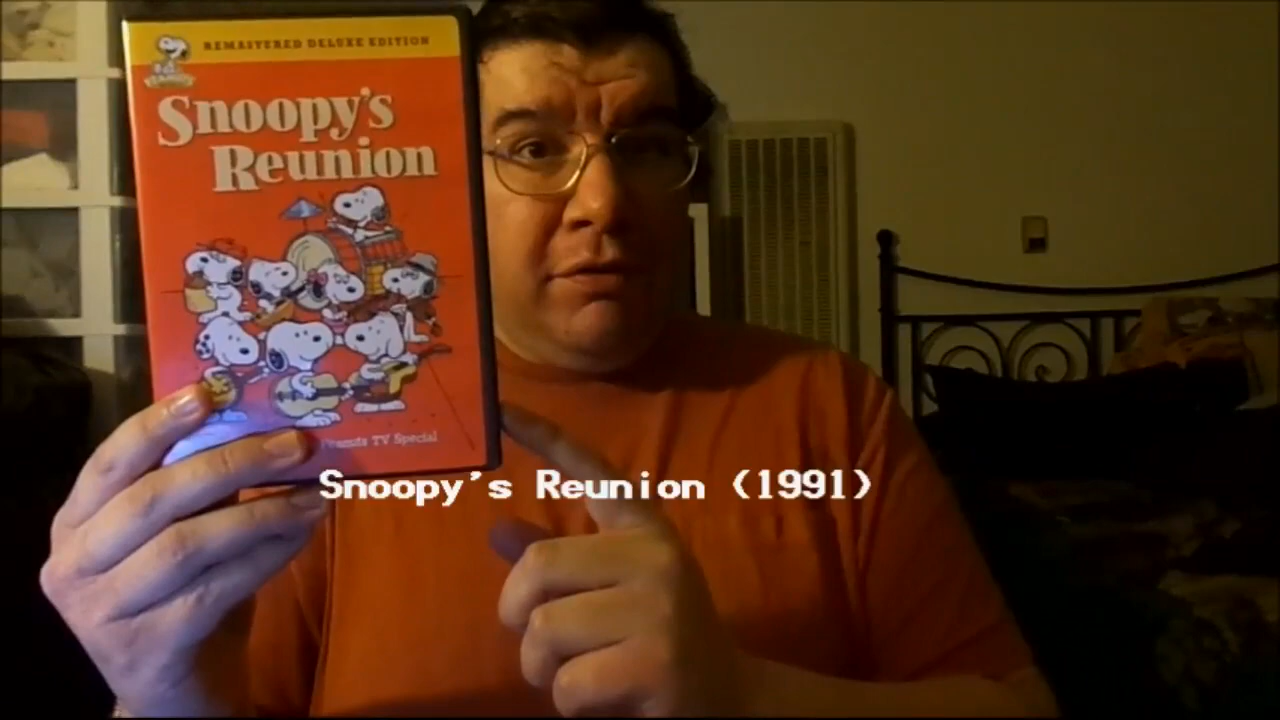 REMASTERED DELUXE EDITION
Snoopy's
Reunion
Peanuts TV Special
Snoopy's Reunion (1991)